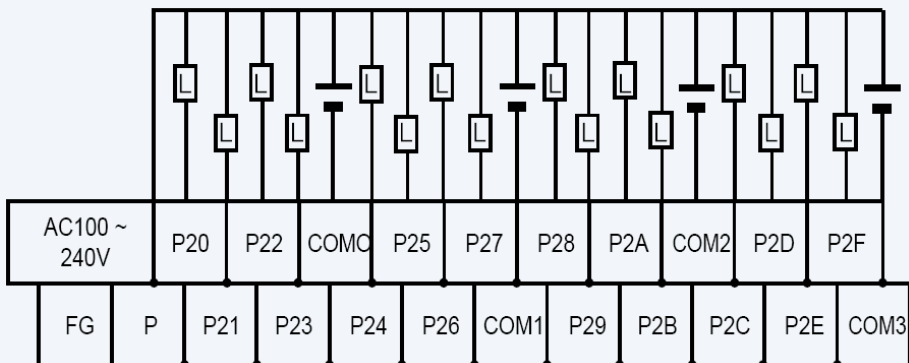 L L L L L L L L
L L L L L L L L
AC100 ~
240V
P20 P22 COM0 P25 P27 P28 P2A COM2 P2D P2F
FG P P21 P23 P24 P26 COM1 P29 P2B P2C P2E COM3